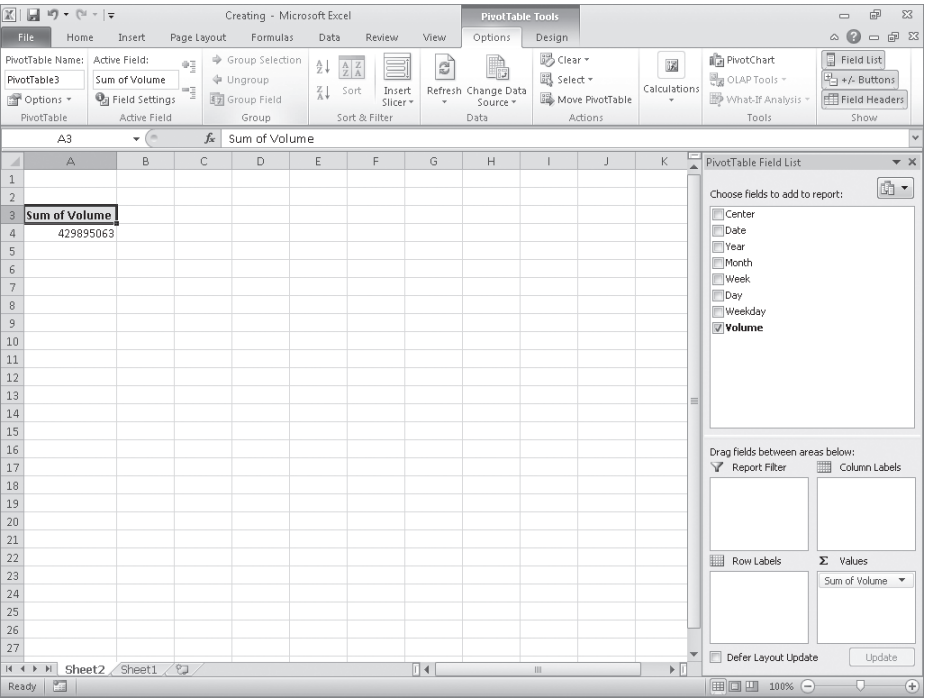 Creating - Microsoft Excel
PivotTable Tools
File Home Insert Page Layout Formulas Data Review View Options Design
PivotTable Name: Active Field: Group Selection Clear PivotChart Field List
PivotTable3 Sum of Volume Ungroup Select OLAP Tools +/- Buttons
Options Field Settings Group Field Sort Insert Slicer Refresh Change Data Source Move PivotTable Calculations What-If Analysis Field Headers
PivotTable Active Field Group Sort & Filter Data Actions Tools Show
A3 fx Sum of Volume
A B C D E F G H I J K
PivotTable Field List
1
2
3 Sum of Volume
4 429895063
5
6
7
8
9
10
11
12
13
14
15
16
17
18
19
20
21
22
23
24
25
26
27
Choose fields to add to report:
Center
Date
Year
Month
Week
Day
Weekday
Volume
Drag fields between areas below:
Report Filter Column Labels
Row Labels Σ Values
Sum of Volume
Defer Layout Update Update
Sheet2 Sheet1
Ready 100%